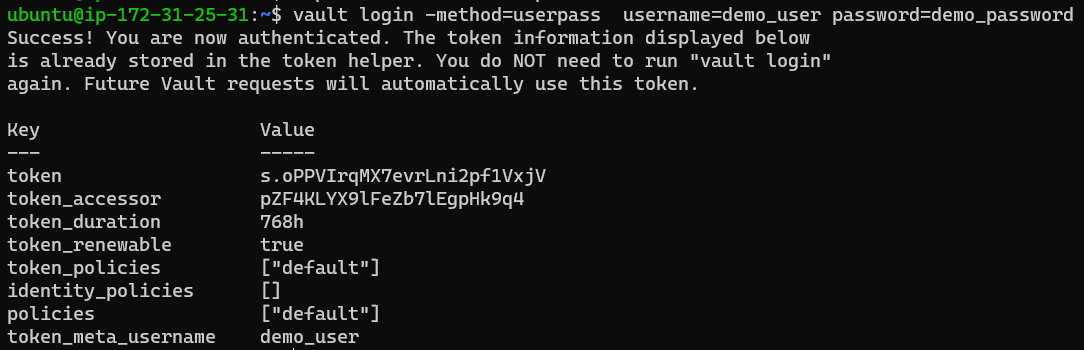 ubuntu@ip-172-31-25-31:~$ vault login -method=userpass  username=demo_user password=demo_password
Success! You are now authenticated. The token information displayed below
is already stored in the token helper. You do NOT need to run "vault login"
again. Future Vault requests will automatically use this token.
Key                  Value
---                  -----
token                s.oPPVIrqMX7evrLni2pf1VxjV
token_accessor       pZF4KLYX9lFeZb7lEgpHk9q4
token_duration       768h
token_renewable      true
token_policies       ["default"]
identity_policies    []
policies             ["default"]
token_meta_username  demo_user